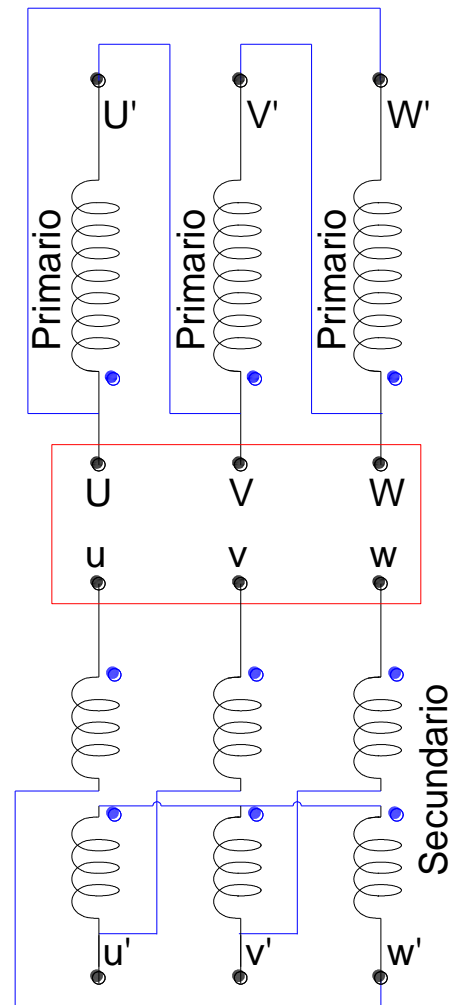 U' V' W'
Primario Primario Primario
U V W
u v w
Secundario
u' v' w'